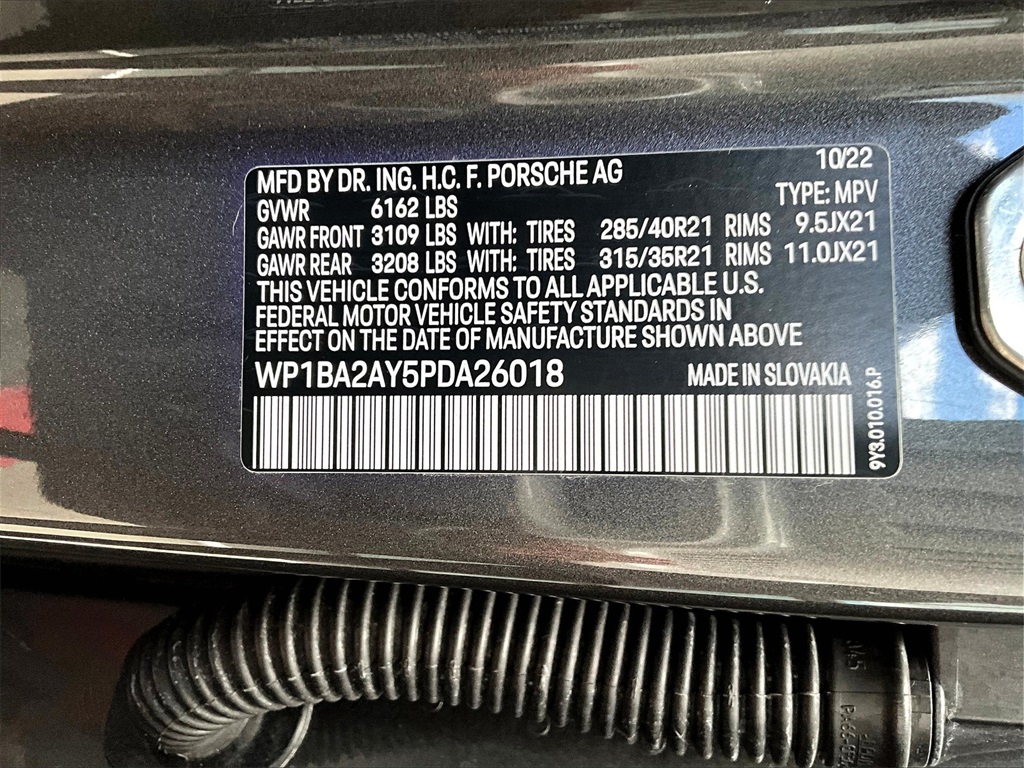 MFD BY DR. ING. H.C. F. PORSCHE AG 10/22
GVWR 6162 LBS TYPE: MPV
GAWR FRONT 3109 LBS WITH: TIRES 285/40R21 RIMS 9.5JX21
GAWR REAR 3208 LBS WITH: TIRES 315/35R21 RIMS 11.0JX21
THIS VEHICLE CONFORMS TO ALL APPLICABLE U.S.
FEDERAL MOTOR VEHICLE SAFETY STANDARDS IN
EFFECT ON THE DATE OF MANUFACTURE SHOWN ABOVE
WP1BA2AY5PDA26018 MADE IN SLOVAKIA
9Y3.010.016.P